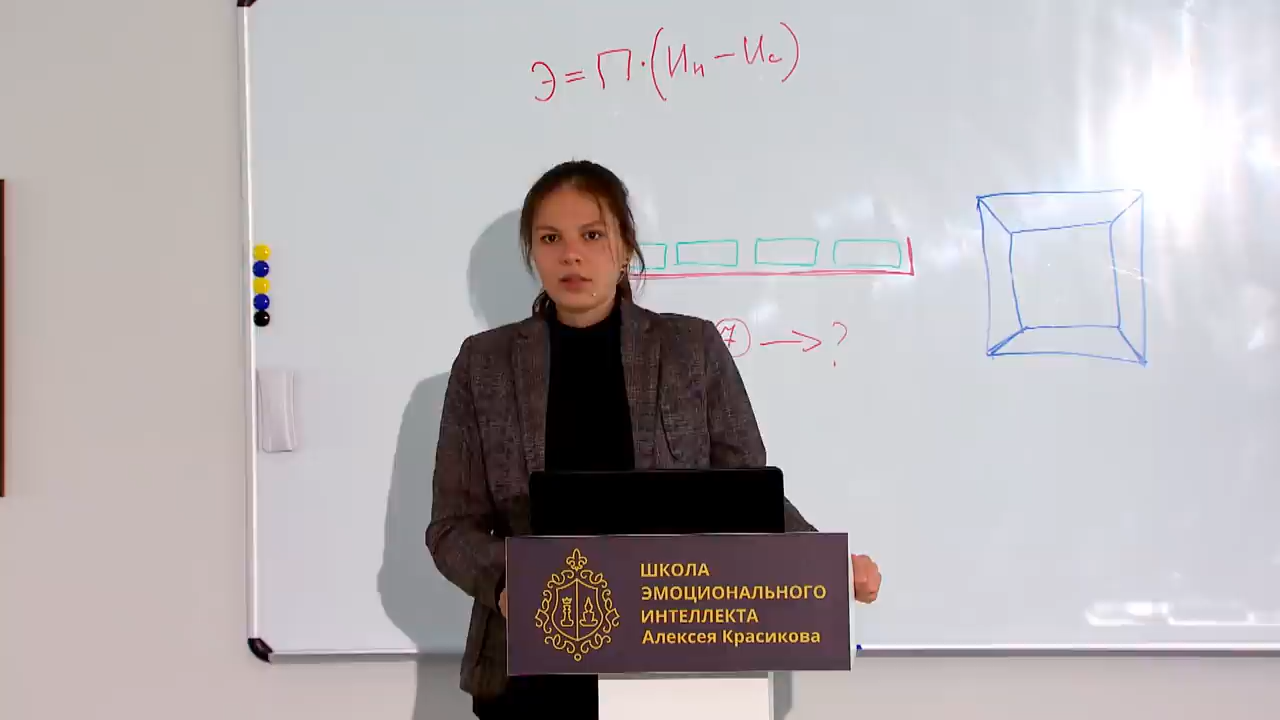 Э = П · (Ин – Ис)
7 → ?
ШКОЛА
ЭМОЦИОНАЛЬНОГО
ИНТЕЛЛЕКТА
Алексея Красикова